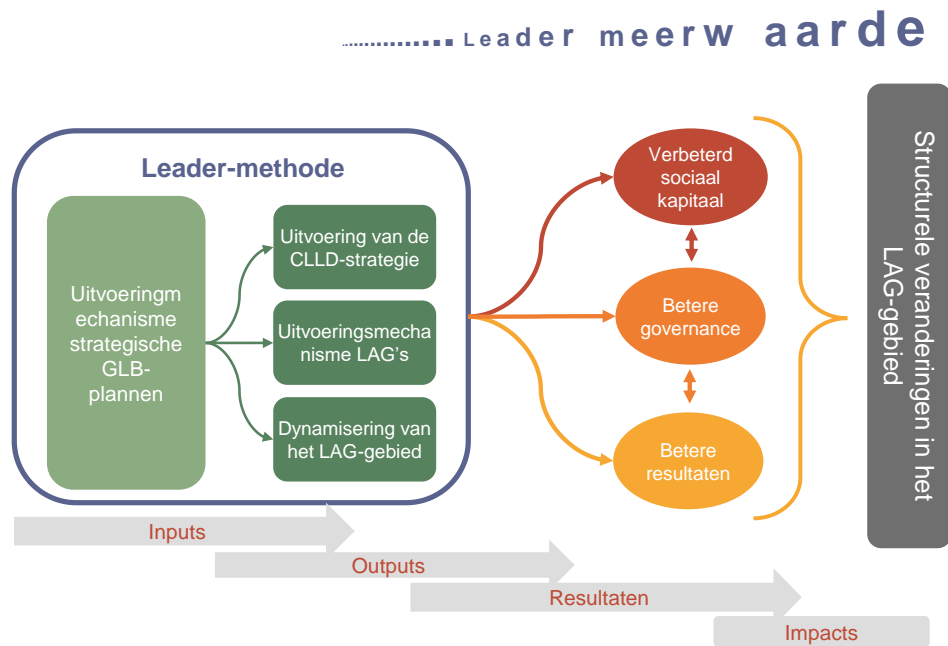 Leader meerw aarde
Leader-methode
Uitvoeringm
echanisme
strategische
GLB-
plannen
Uitvoering van de
CLLD-strategie
Uitvoeringsmecha
nisme LAG's
Dynamisering van
het LAG-gebied
Verbeterd
sociaal
kapitaal
Betere
governance
Betere
resultaten
Structurele veranderingen in het
LAG-gebied
Inputs
Outputs
Resultaten
Impacts